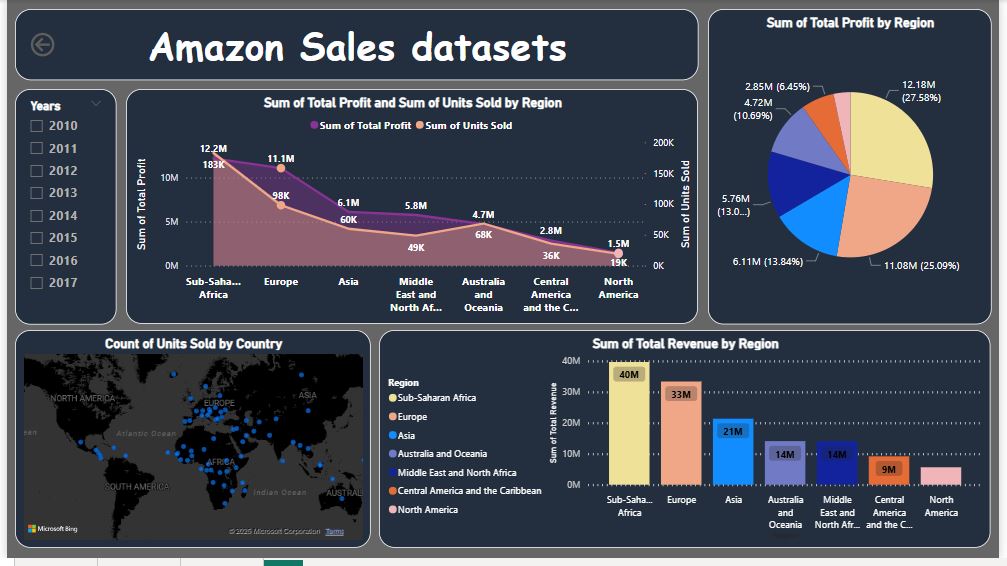 Amazon Sales datasets
Years
2010
2011
2012
2013
2014
2015
2016
2017
Sum of Total Profit and Sum of Units Sold by Region
Sum of Total Profit
Sum of Units Sold
Sum of Total Profit
10M
5M
0M
200K
150K
100K
50K
0K
Sum of Units Sold
12.2M
183K
11.1M
98K
6.1M
60K
5.8M
49K
4.7M
68K
2.8M
36K
1.5M
19K
Sub-Saha...
Africa
Europe
Asia
Middle
East and
North Af...
Australia
and
Oceania
Central
America
and the C...
North
America
Sum of Total Profit by Region
12.18M
(27.58%)
11.08M (25.09%)
6.11M (13.84%)
5.76M
(13.0...)
4.72M
(10.69%)
2.85M (6.45%)
Count of Units Sold by Country
NORTH AMERICA
EUROPE
ASIA
Atlantic Ocean
AFRICA
SOUTH AMERICA
Indian Ocean
AUSTRAL
ean
Microsoft Bing
© 2025 Microsoft Corporation
Terms
Sum of Total Revenue by Region
Region
Sub-Saharan Africa
Europe
Asia
Australia and Oceania
Middle East and North Africa
Central America and the Caribbean
North America
Sum of Total Revenue
40M
30M
20M
10M
0M
40M
33M
21M
14M
14M
9M
Sub-Saha...
Africa
Europe
Asia
Australia
and
Oceania
Middle
East and
North Afr...
Central
America
and the C...
North
America